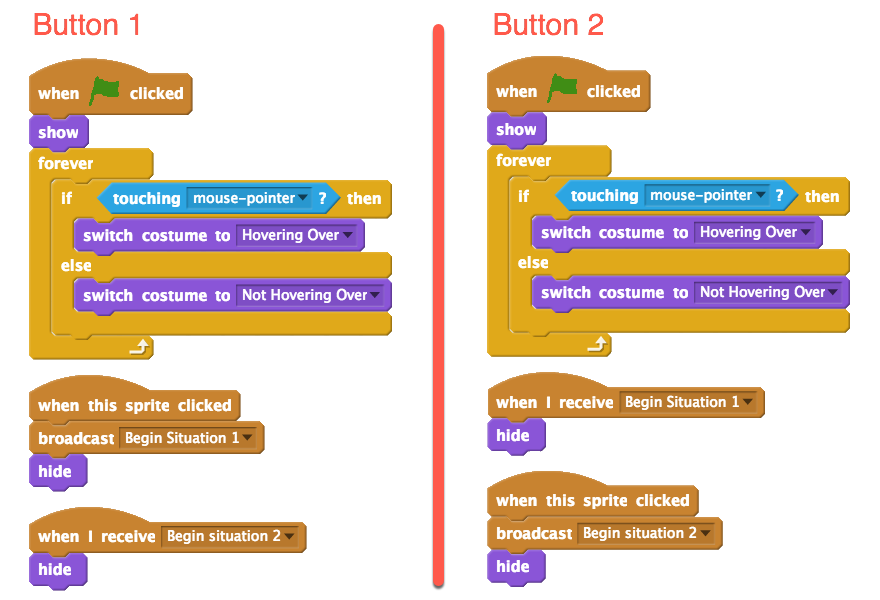 Button 1
when clicked
show
forever
if touching mouse-pointer ? then
switch costume to Hovering Over
else
switch costume to Not Hovering Over
when this sprite clicked
broadcast Begin Situation 1
hide
when I receive Begin situation 2
hide
Button 2
when clicked
show
forever
if touching mouse-pointer ? then
switch costume to Hovering Over
else
switch costume to Not Hovering Over
when I receive Begin Situation 1
hide
when this sprite clicked
broadcast Begin situation 2
hide